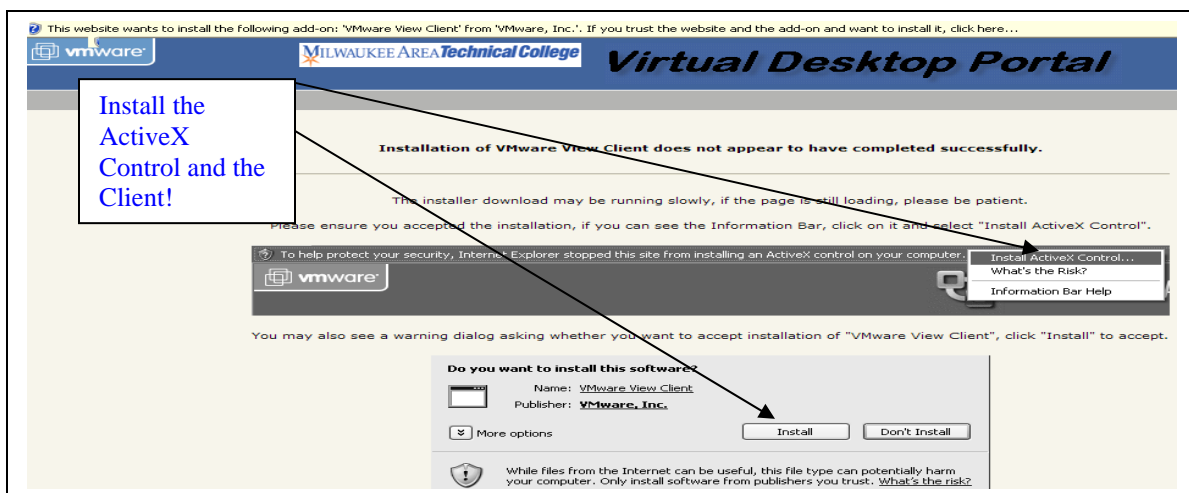 This website wants to install the following add-on: 'VMware View Client' from 'VMware, Inc.'. If you trust the website and the add-on and want to install it, click here...
vmware
MILWAUKEE AREA Technical College
Virtual Desktop Portal
Install the
ActiveX
Control and the
Client!
Installation of VMware View Client does not appear to have completed successfully.
The installer download may be running slowly, if the page is still loading, please be patient.
Please ensure you accepted the installation, if you can see the Information Bar, click on it and select "Install ActiveX Control".
To help protect your security, Internet Explorer stopped this site from installing an ActiveX control on your computer.
Install ActiveX Control...
What's the Risk?
Information Bar Help
vmware
You may also see a warning dialog asking whether you want to accept installation of "VMware View Client", click "Install" to accept.
Do you want to install this software?
Name: VMware View Client
Publisher: VMware, Inc.
More options
Install
Don't Install
While files from the Internet can be useful, this file type can potentially harm
your computer. Only install software from publishers you trust. What's the risk?